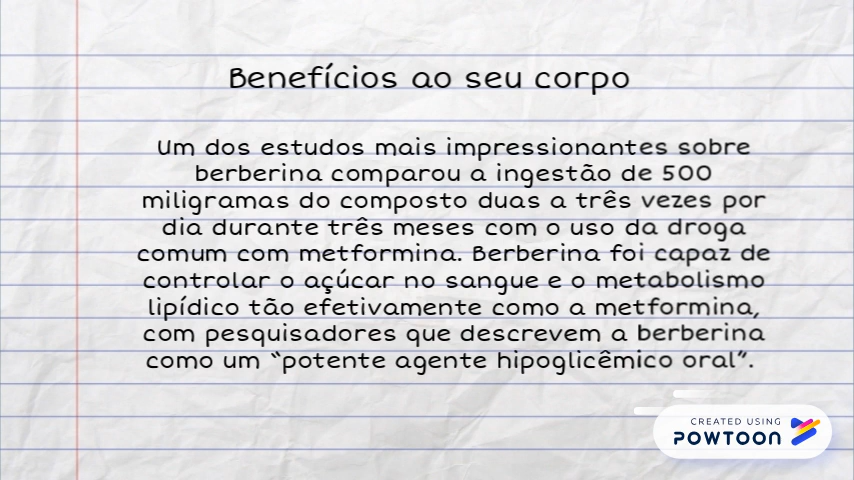 Benefícios ao seu corpo
Um dos estudos mais impressionantes sobre
berberina comparou a ingestão de 500
miligramas do composto duas a três vezes por
dia durante três meses com o uso da droga
comum com metformina. Berberina foi capaz de
controlar o açúcar no sangue e o metabolismo
lipídico tão efetivamente como a metformina,
com pesquisadores que descrevem a berberina
como um “potente agente hipoglicêmico oral”.
CREATED USING
POWTOON